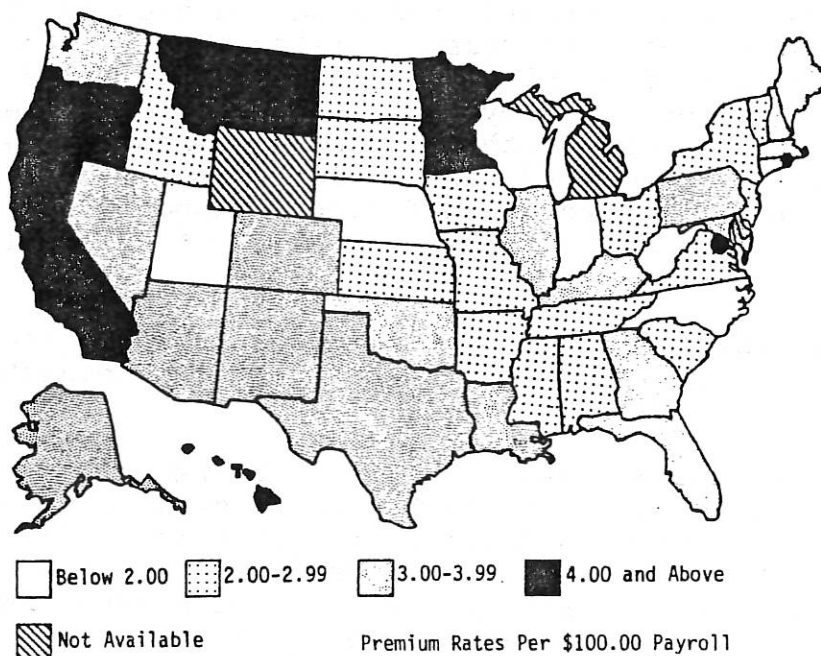 Below 2.00 2.00-2.99 3.00-3.99 4.00 and Above
Not Available Premium Rates Per $100.00 Payroll